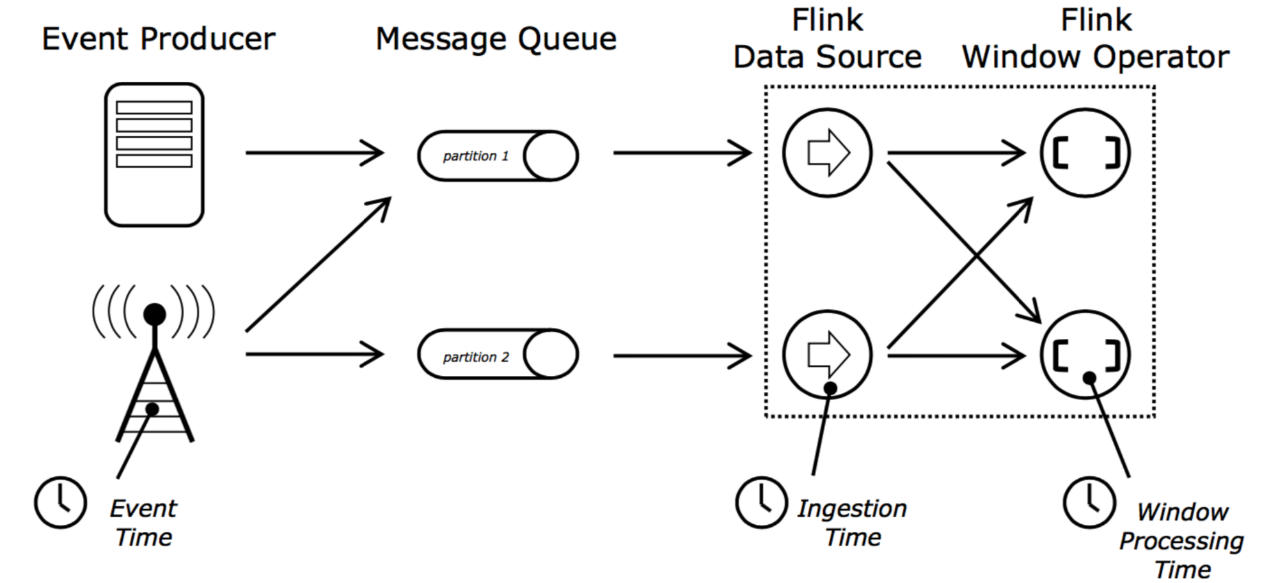 Event Producer
Message Queue
Flink
Data Source
Flink
Window Operator
partition 1
partition 2
Event
Time
Ingestion
Time
Window
Processing
Time